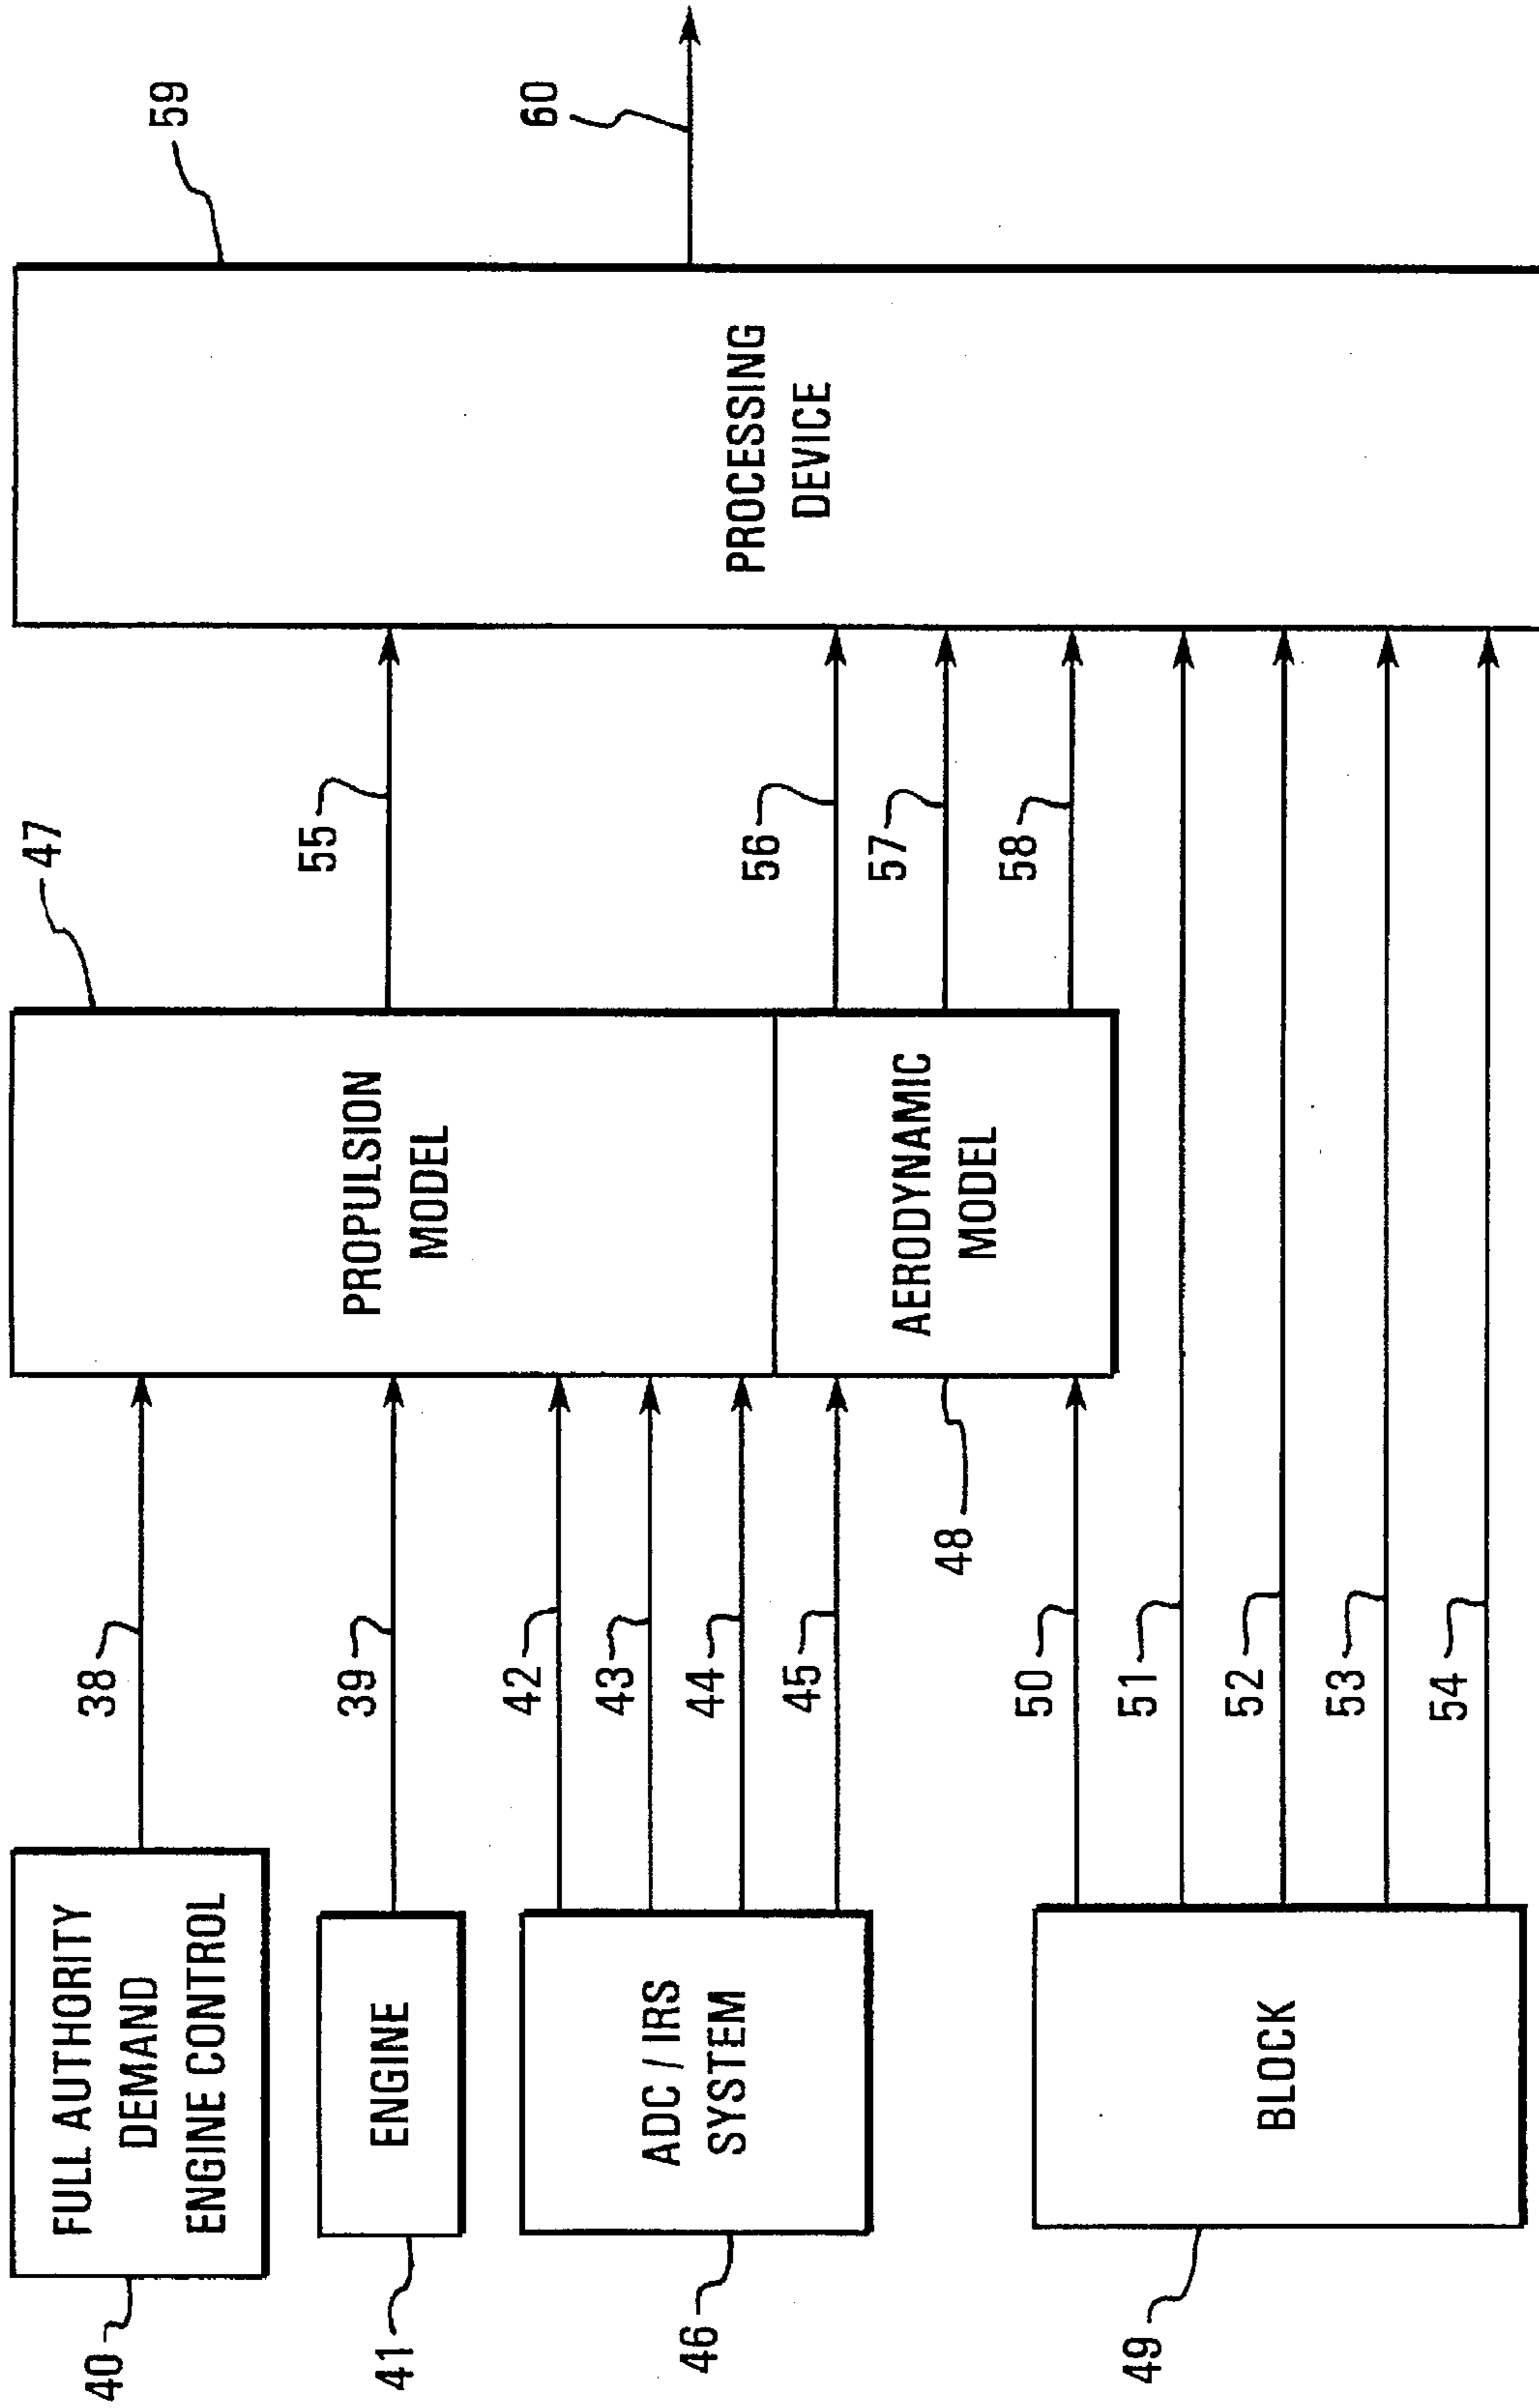 FULL AUTHORITY
DEMAND
ENGINE CONTROL
40
38
ENGINE
41
39
ADC / IRS
SYSTEM
46
42
43
44
45
PROPULSION
MODEL
47
AERODYNAMIC
MODEL
48
BLOCK
49
50
51
52
53
54
55
56
57
58
PROCESSING
DEVICE
59
60